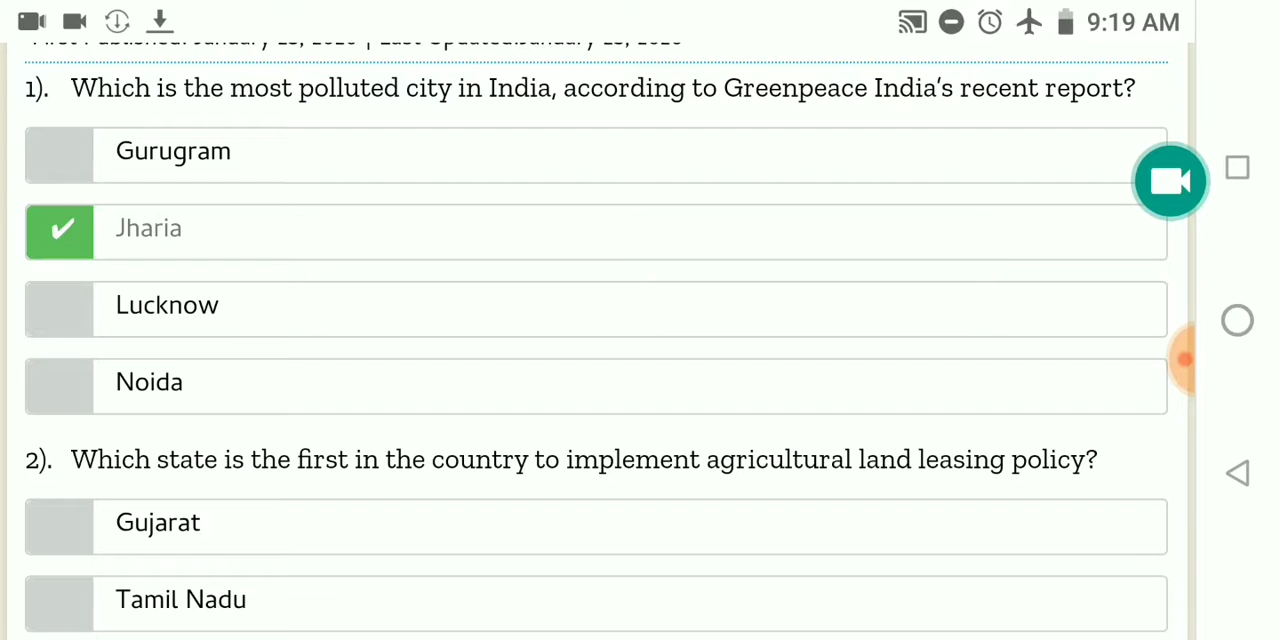 9:19 AM
1). Which is the most polluted city in India, according to Greenpeace India's recent report?
Gurugram
Jharia
Lucknow
Noida
2). Which state is the first in the country to implement agricultural land leasing policy?
Gujarat
Tamil Nadu